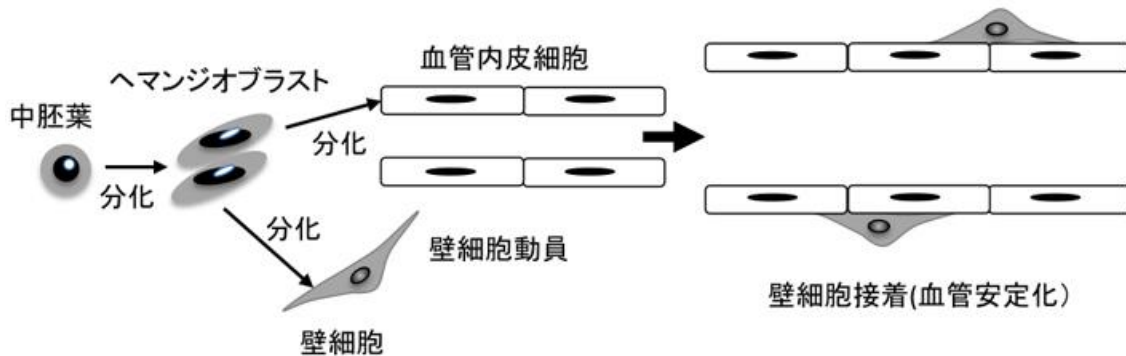 中胚葉
分化
ヘマンジオブラスト
分化
分化
血管内皮細胞
壁細胞動員
壁細胞
壁細胞接着(血管安定化)